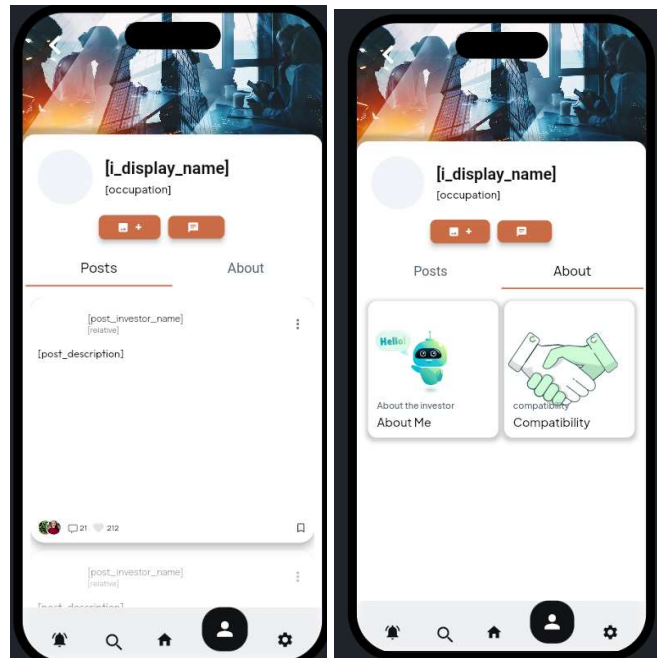 [i_display_name]
[occupation]
+
Posts
About
[post_investor_name]
[relative]
[post_description]
21
212
[post_investor_name]
[relative]
[post_description]
[i_display_name]
[occupation]
+
Posts
About
Hello!
About the investor
About Me
compatibility
Compatibility